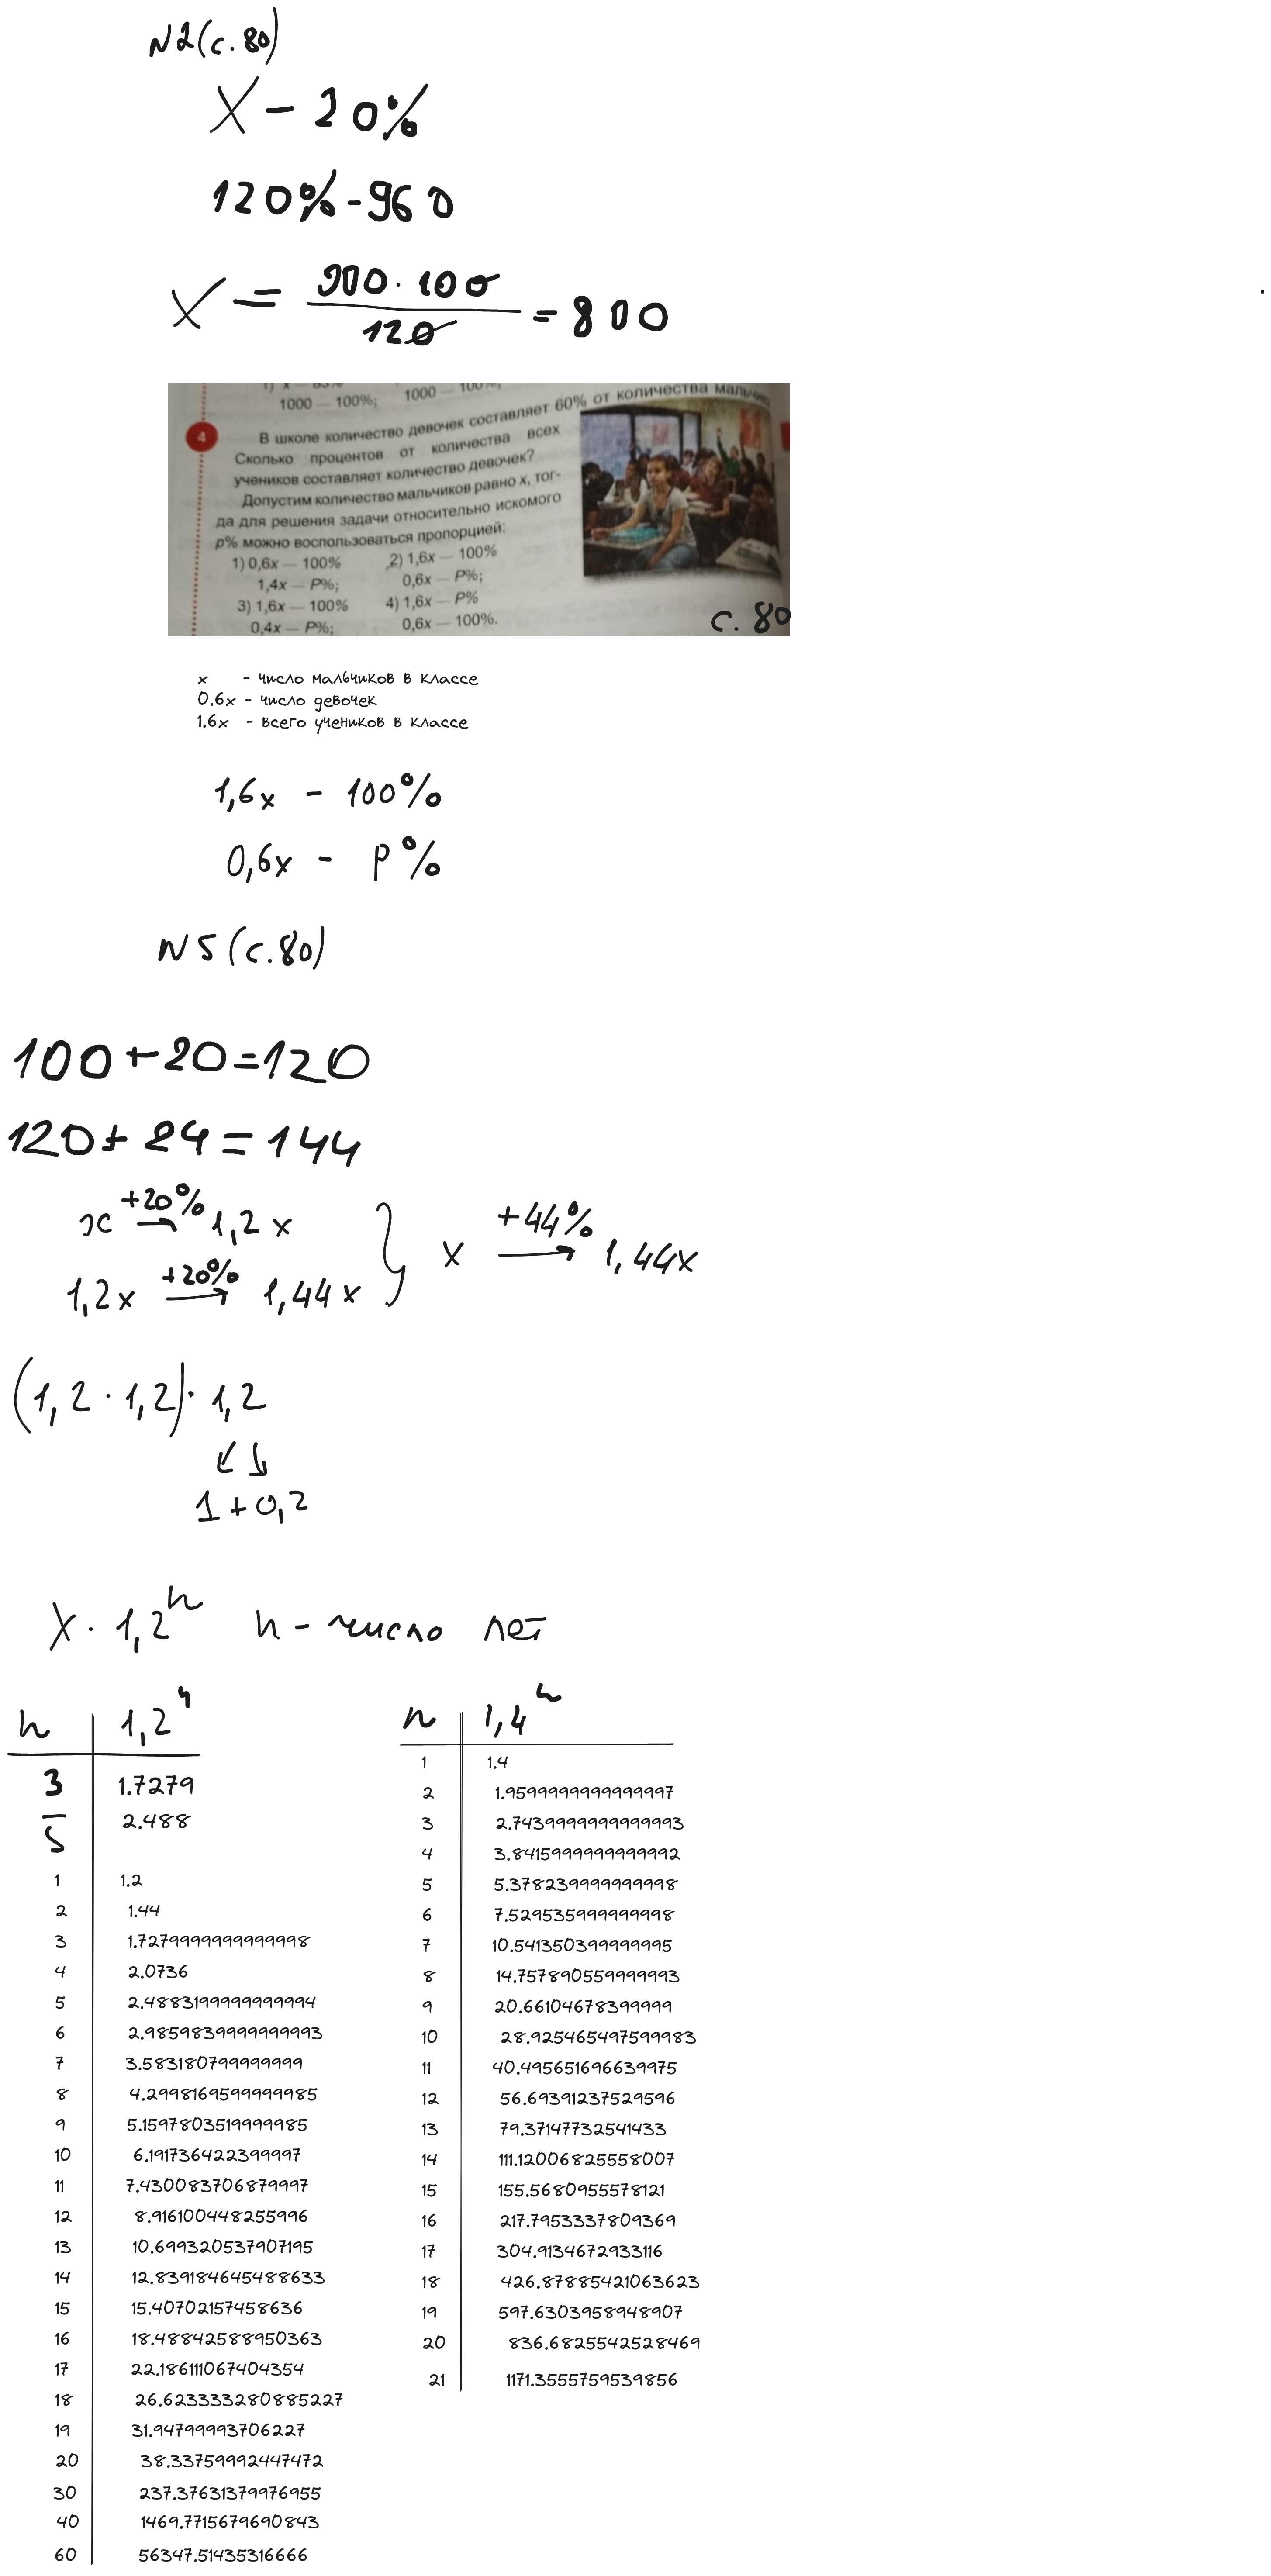 N2(с. 80)
X - 20%
120% - 960
X = 900 · 100 / 120 = 800
1000 — 100%; 1000 — 100%;
4
В школе количество девочек составляет 60% от количества мальчи
Сколько процентов от количества всех
учеников составляет количество девочек?
Допустим количество мальчиков равно x, тог-
да для решения задачи относительно искомого
p% можно воспользоваться пропорцией:
1) 0,6x — 100% 2) 1,6x — 100%
1,4x — P%; 0,6x — P%;
3) 1,6x — 100% 4) 1,6x — P%
0,4x — P%; 0,6x — 100%.
с. 80
x - число мальчиков в классе
0.6x - число девочек
1.6x - всего учеников в классе
1,6x - 100%
0,6x - P%
N5(с.80)
100+20=120
120+24=144
x +20% → 1,2x
1,2x +20% → 1,44x } x +44% → 1,44x
(1,2 · 1,2) · 1,2
↙ ↘
1 + 0,2
X · 1,2^n n - число лет
n 1,2^n
3 1.7279
5 2.488
1 1.2
2 1.44
3 1.7279999999999998
4 2.0736
5 2.4883199999999994
6 2.9859839999999993
7 3.583180799999999
8 4.2998169599999985
9 5.1597803519999985
10 6.191736422399997
11 7.430083706879997
12 8.916100448255996
13 10.699320537907195
14 12.839184645488633
15 15.40702157458636
16 18.48842588950363
17 22.186111067404354
18 26.623333280885227
19 31.94799993706227
20 38.33759992447472
30 237.37631379976955
40 1469.7715679690843
60 56347.51435316666
n 1,4^n
1 1.4
2 1.9599999999999997
3 2.7439999999999993
4 3.8415999999999992
5 5.378239999999998
6 7.529535999999998
7 10.541350399999995
8 14.757890559999993
9 20.66104678399999
10 28.925465497599983
11 40.495651696639975
12 56.69391237529596
13 79.37147732541433
14 111.12006825558007
15 155.5680955578121
16 217.7953337809369
17 304.9134672933116
18 426.87885421063623
19 597.6303958948907
20 836.6825542528469
21 1171.3555759539856